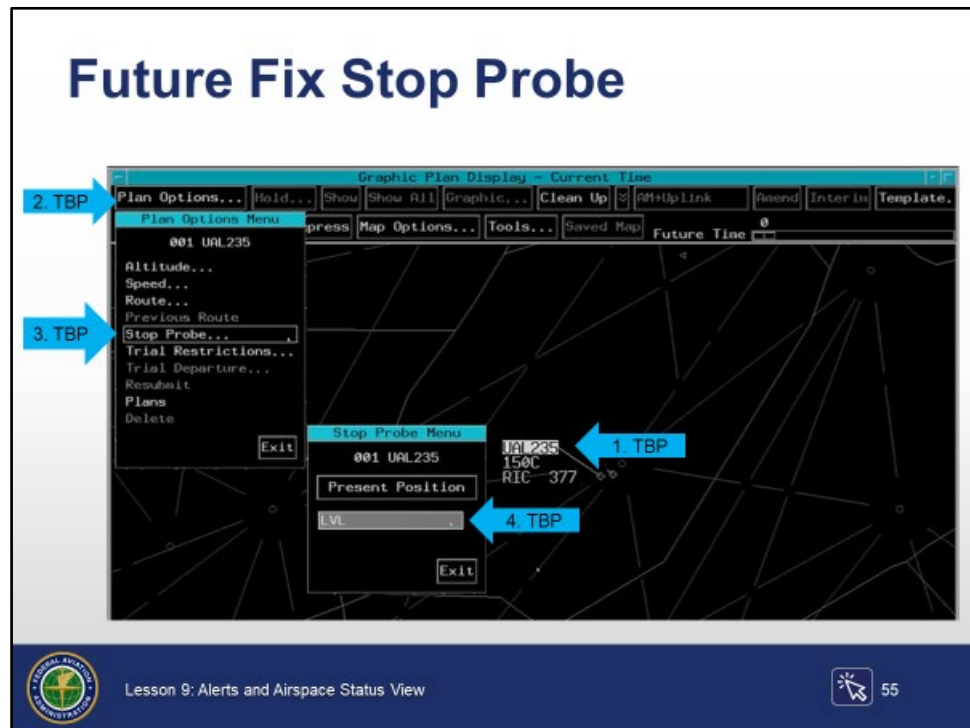 Future Fix Stop Probe
Graphic Plan Display - Current Time
2. TBP
Plan Options... Hold... Show Show All Graphic... Clean Up AM+Uplink Amend Interim Template.
Plan Options Menu
press Map Options... Tools... Saved Map Future Time 0
001 UAL235
Altitude...
Speed...
Route...
Previous Route
3. TBP
Stop Probe...
Trial Restrictions...
Trial Departure...
Resubmit
Plans
Delete
Exit
Stop Probe Menu
001 UAL235
Present Position
LVL
Exit
UAL235
150C
RIC 377
1. TBP
4. TBP
FEDERAL AVIATION ADMINISTRATION
Lesson 9: Alerts and Airspace Status View
55